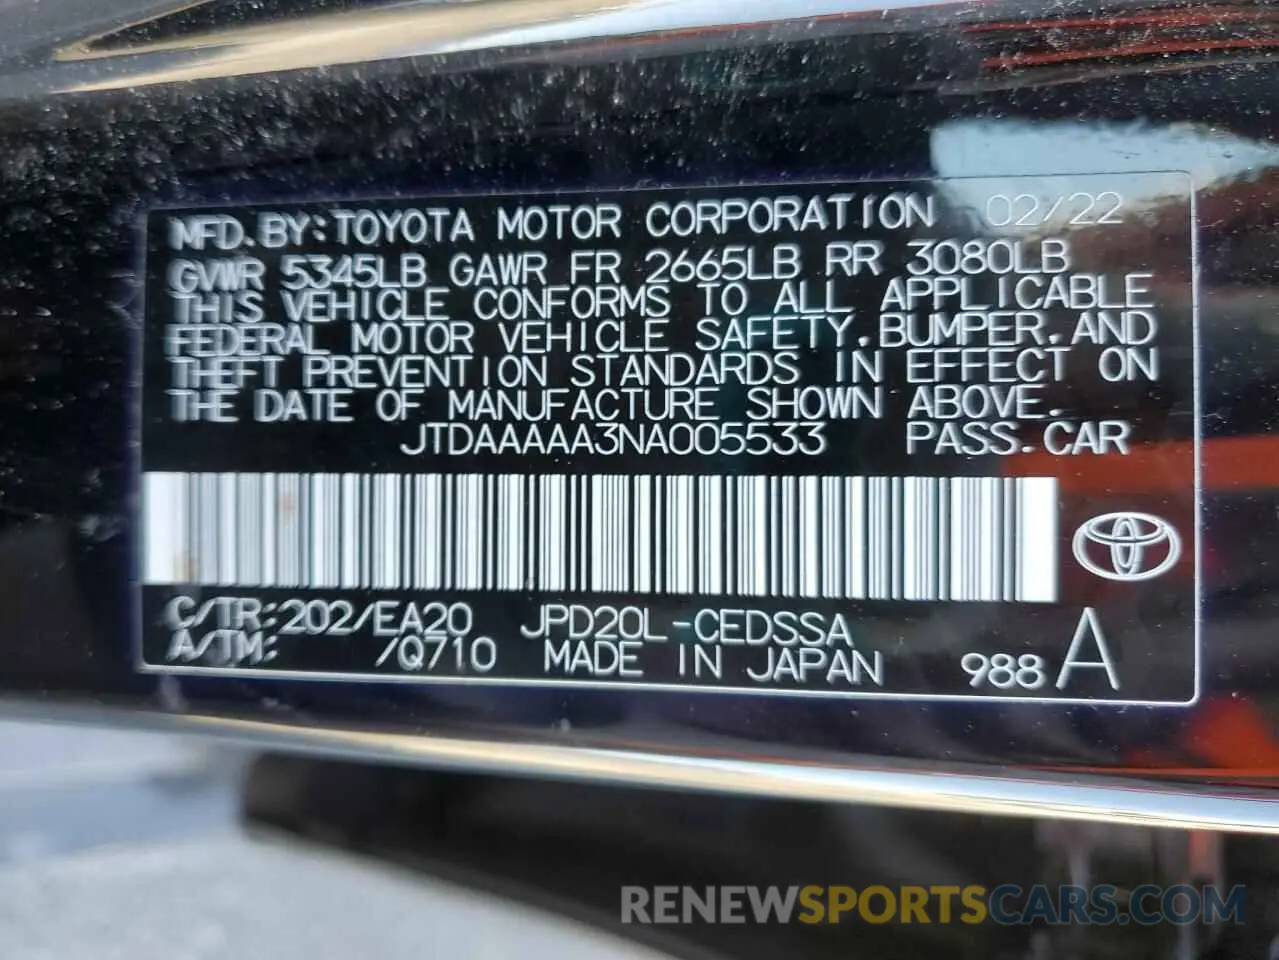 MFD. BY: TOYOTA MOTOR CORPORATION 02/22
GVWR 5345LB GAWR FR 2665LB RR 3080LB
THIS VEHICLE CONFORMS TO ALL APPLICABLE
FEDERAL MOTOR VEHICLE SAFETY, BUMPER, AND
THEFT PREVENTION STANDARDS IN EFFECT ON
THE DATE OF MANUFACTURE SHOWN ABOVE.
JTDAAAAA3NA005533 PASS. CAR
C/TR: 202/EA20 JPD20L-CEDSSA
A/TM: /Q710 MADE IN JAPAN 988 A
RENEWSPORTSCARS.COM